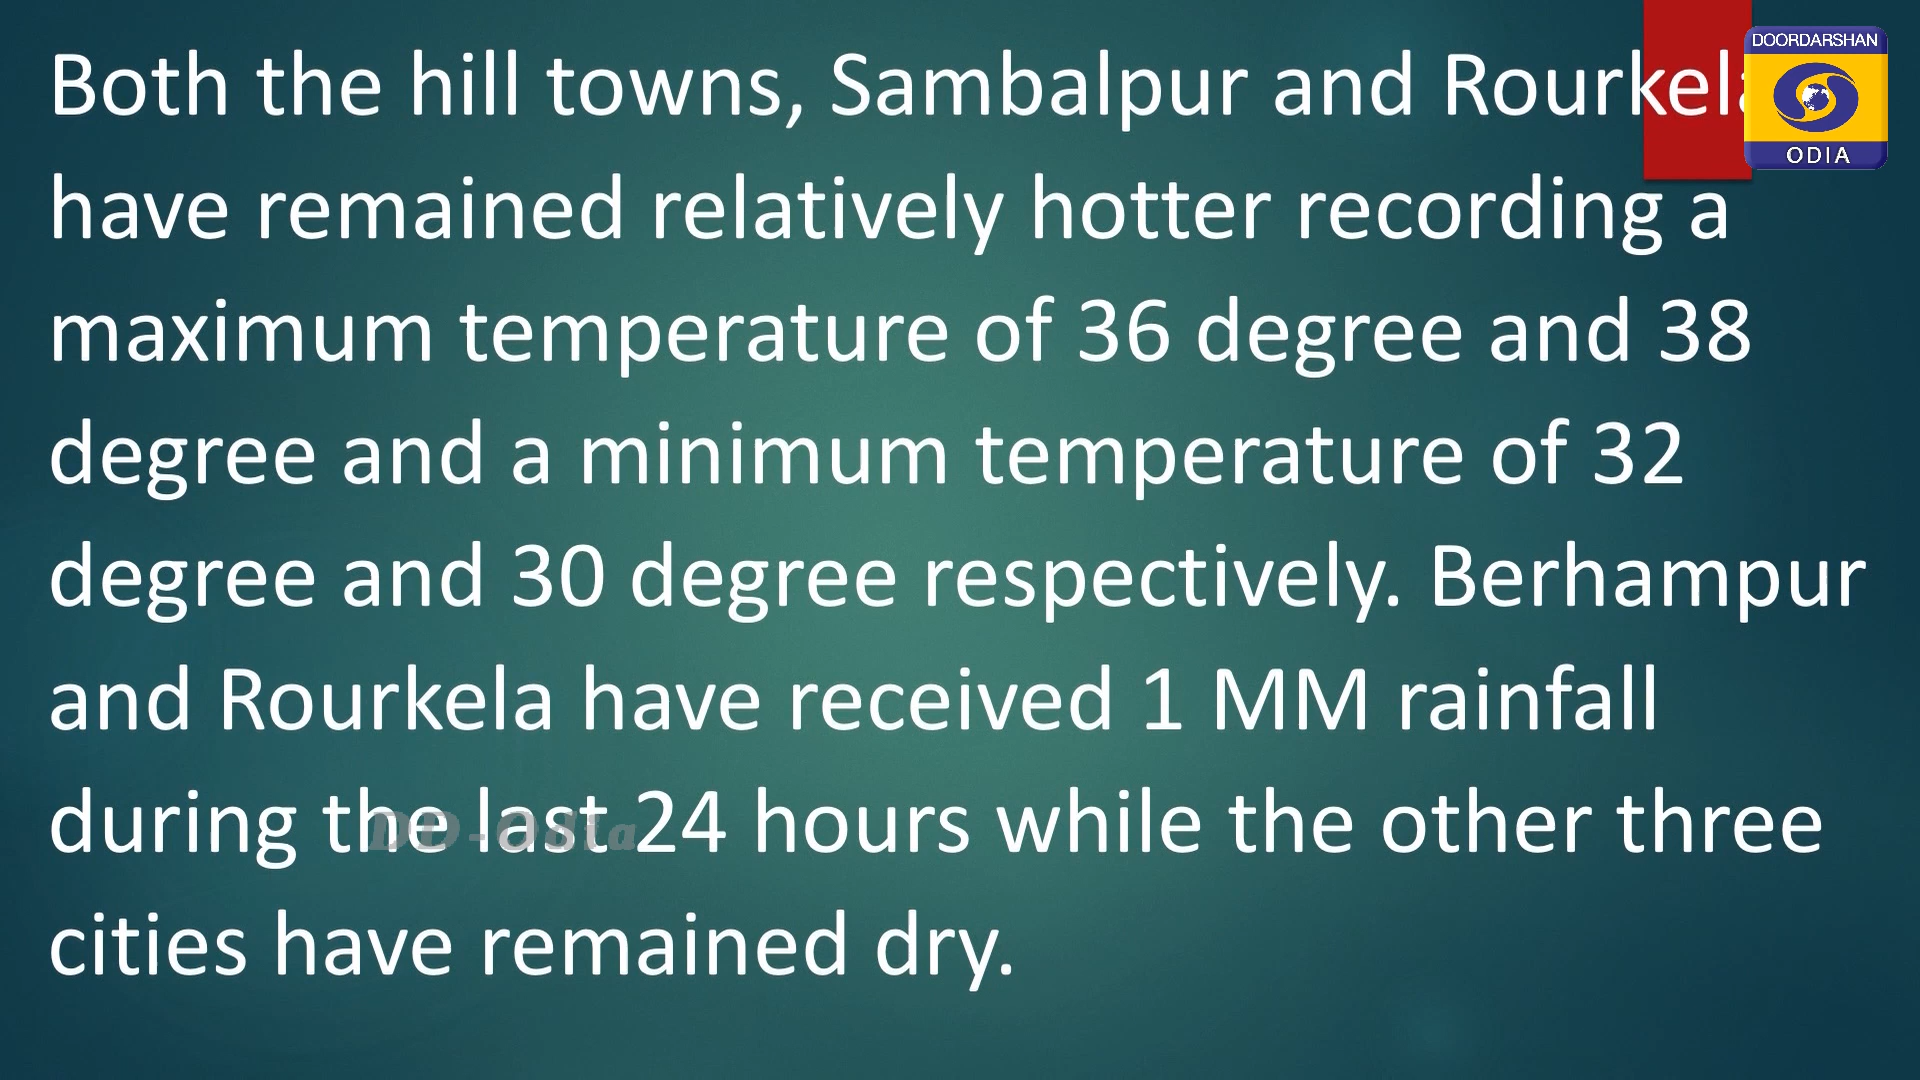 Both the hill towns, Sambalpur and Rourkela
have remained relatively hotter recording a
maximum temperature of 36 degree and 38
degree and a minimum temperature of 32
degree and 30 degree respectively. Berhampur
and Rourkela have received 1 MM rainfall
during the last 24 hours while the other three
cities have remained dry.
DOORDARSHAN
ODIA
DD-Odia